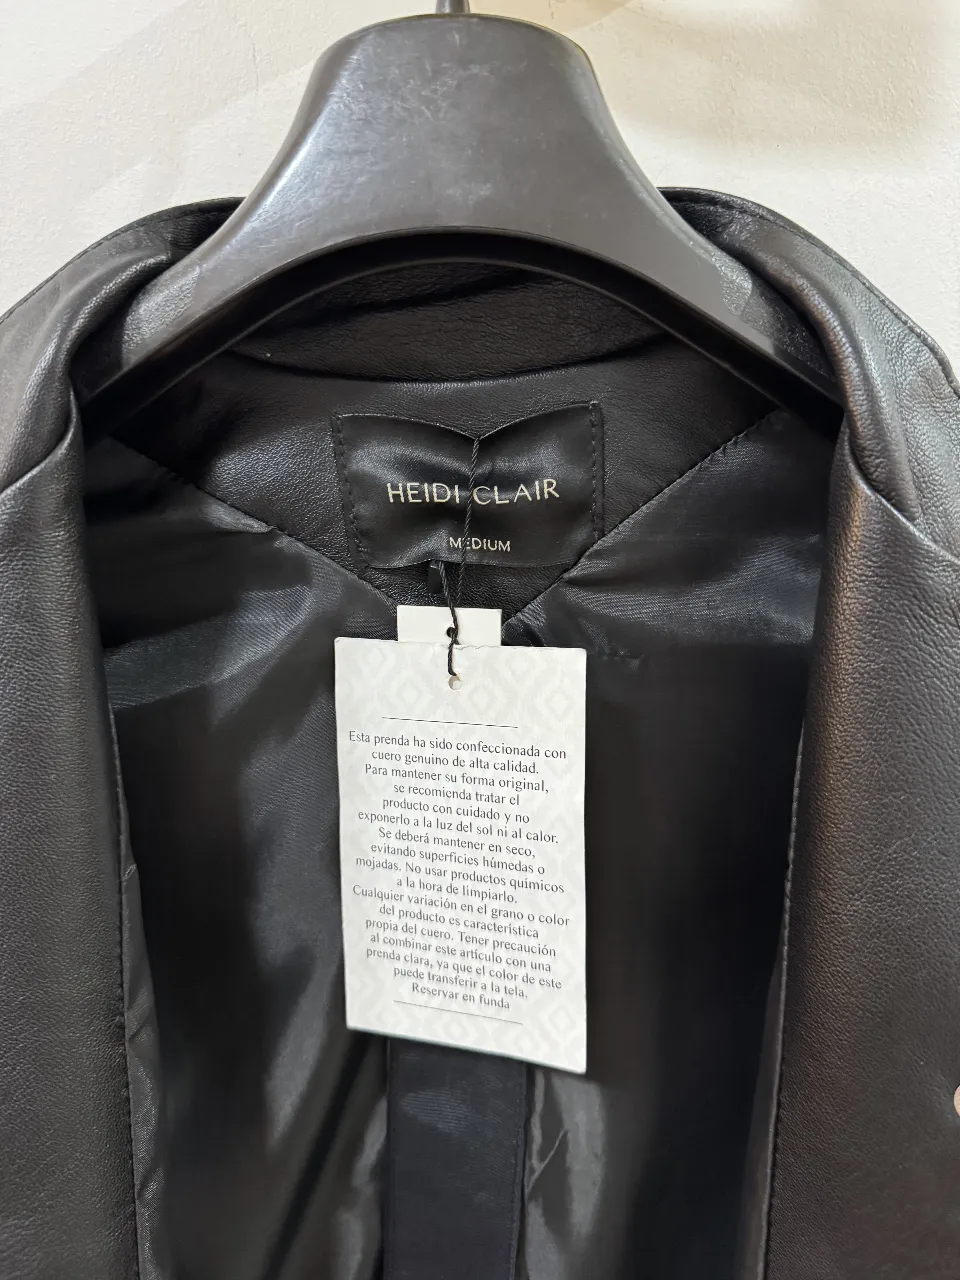 HEIDI CLAIR
MEDIUM
Esta prenda ha sido confeccionada con
cuero genuino de alta calidad.
Para mantener su forma original,
se recomienda tratar el
producto con cuidado y no
exponerlo a la luz del sol ni al calor.
Se deberá mantener en seco,
evitando superfícies húmedas o
mojadas. No usar productos químicos
a la hora de limpiarlo.
Cualquier variación en el grano o color
del producto es característica
propia del cuero. Tener precaución
al combinar este artículo con una
prenda clara, ya que el color de este
puede transferir a la tela.
Reservar en funda